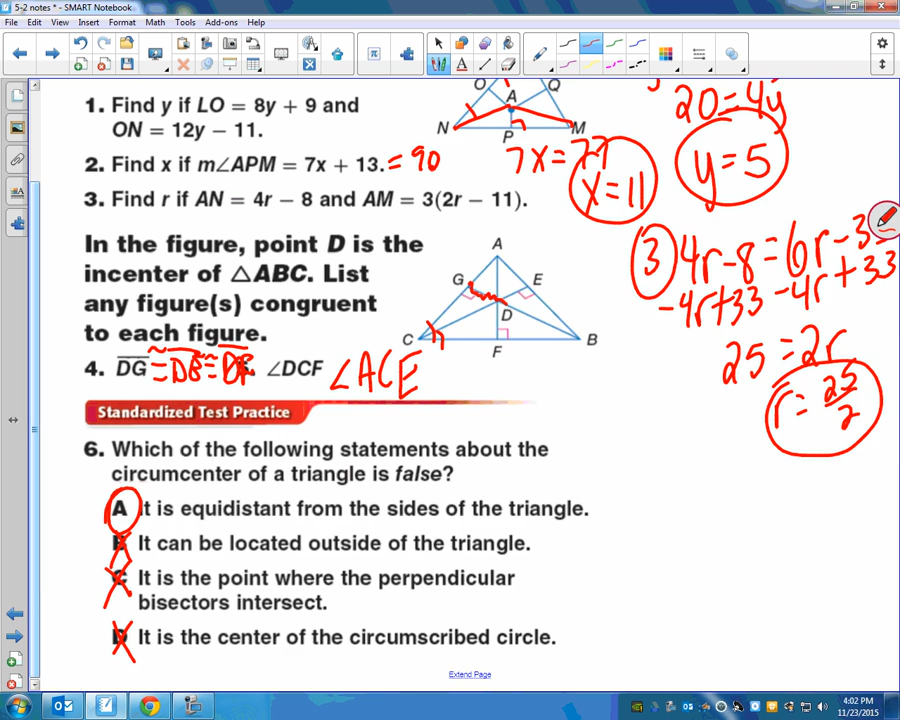 5-2 notes * - SMART Notebook
File Edit View Insert Format Math Tools Add-ons Help
1. Find y if LO = 8y + 9 and
ON = 12y − 11.
2. Find x if m∠APM = 7x + 13. = 90
3. Find r if AN = 4r − 8 and AM = 3(2r − 11).
O Q
A
N P M
20 = 4y
y = 5
7x = 77
x = 11
In the figure, point D is the
incenter of △ABC. List
any figure(s) congruent
to each figure.
A
G E
D
C F B
4. DG ≅ DE ≅ DF
∠DCF ∠ACE
3 4r-8 = 6r-33
-4r+33 -4r+33
25 = 2r
r = 25/2
Standardized Test Practice
6. Which of the following statements about the
circumcenter of a triangle is false?
A It is equidistant from the sides of the triangle.
B It can be located outside of the triangle.
C It is the point where the perpendicular
bisectors intersect.
D It is the center of the circumscribed circle.
Extend Page
4:02 PM
11/23/2015